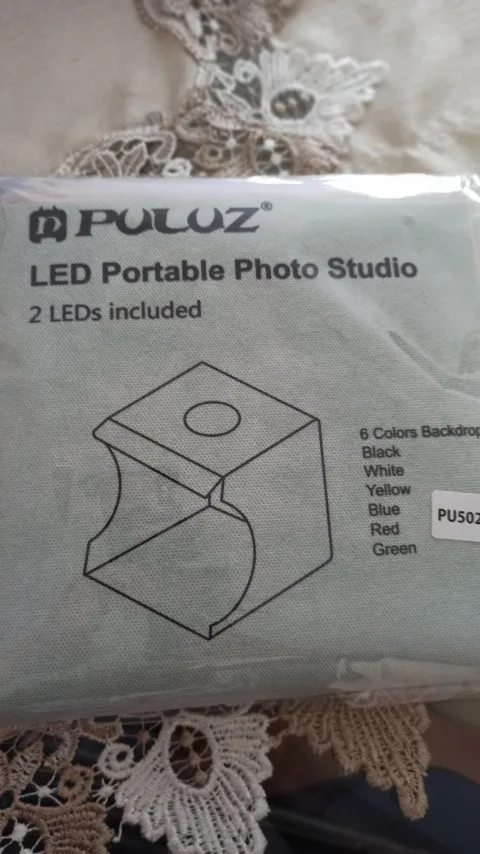 PULUZ®
LED Portable Photo Studio
2 LEDs included
6 Colors Backdrop
Black
White
Yellow
Blue
Red
Green
PU502